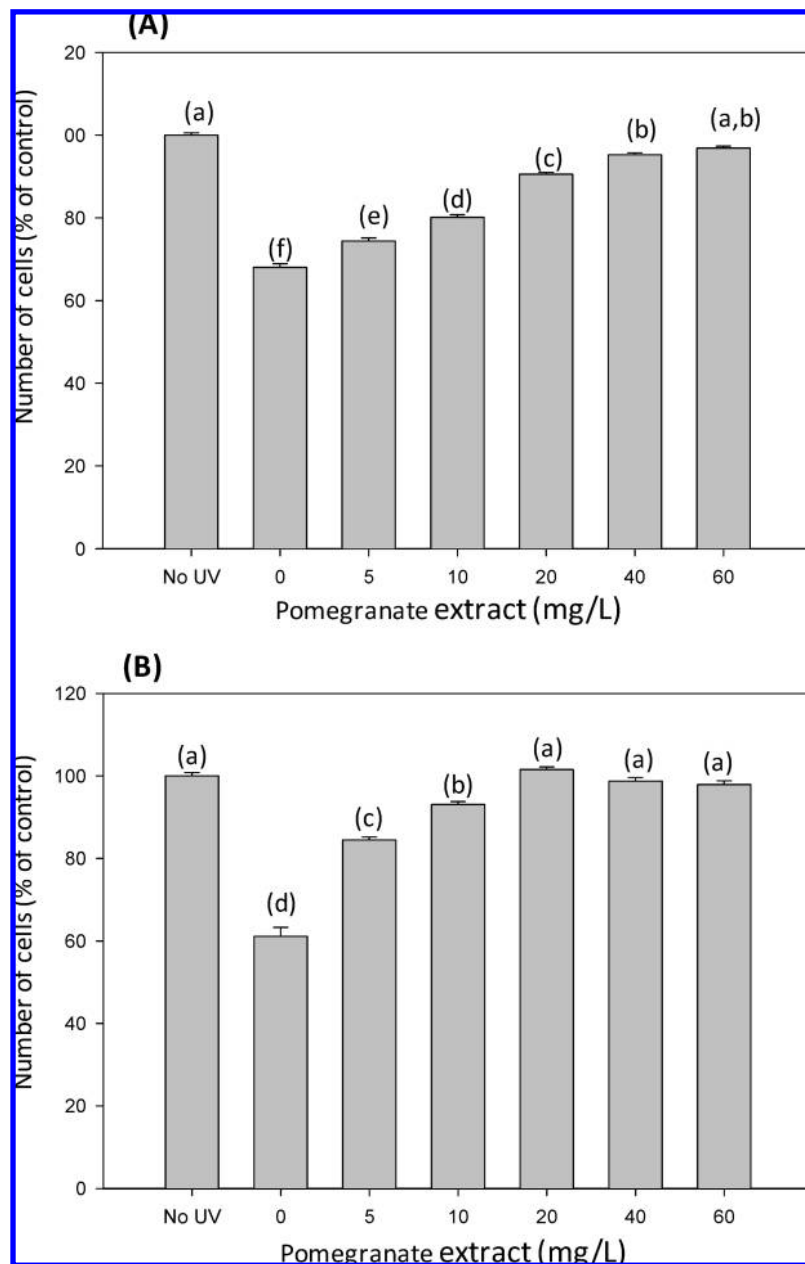 (A)
20
(a)
(a,b)
00
(b)
(c)
(d)
80
(e)
(f)
60
40
20
0
Number of cells (% of control)
No UV 0 5 10 20 40 60
Pomegranate extract (mg/L)
(B)
120
(a)
(a)
(a)
(a)
100
(b)
(c)
80
(d)
60
40
20
0
Number of cells (% of control)
No UV 0 5 10 20 40 60
Pomegranate extract (mg/L)